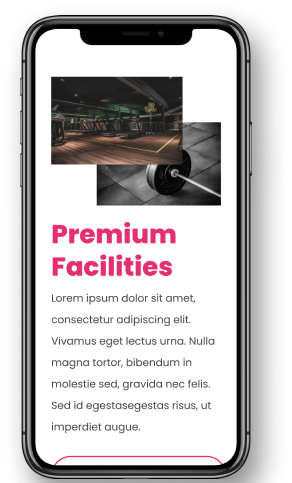 Premium
Facilities
Lorem ipsum dolor sit amet,
consectetur adipiscing elit.
Vivamus eget lectus urna. Nulla
magna tortor, bibendum in
molestie sed, gravida nec felis.
Sed id egestasegestas risus, ut
imperdiet augue.